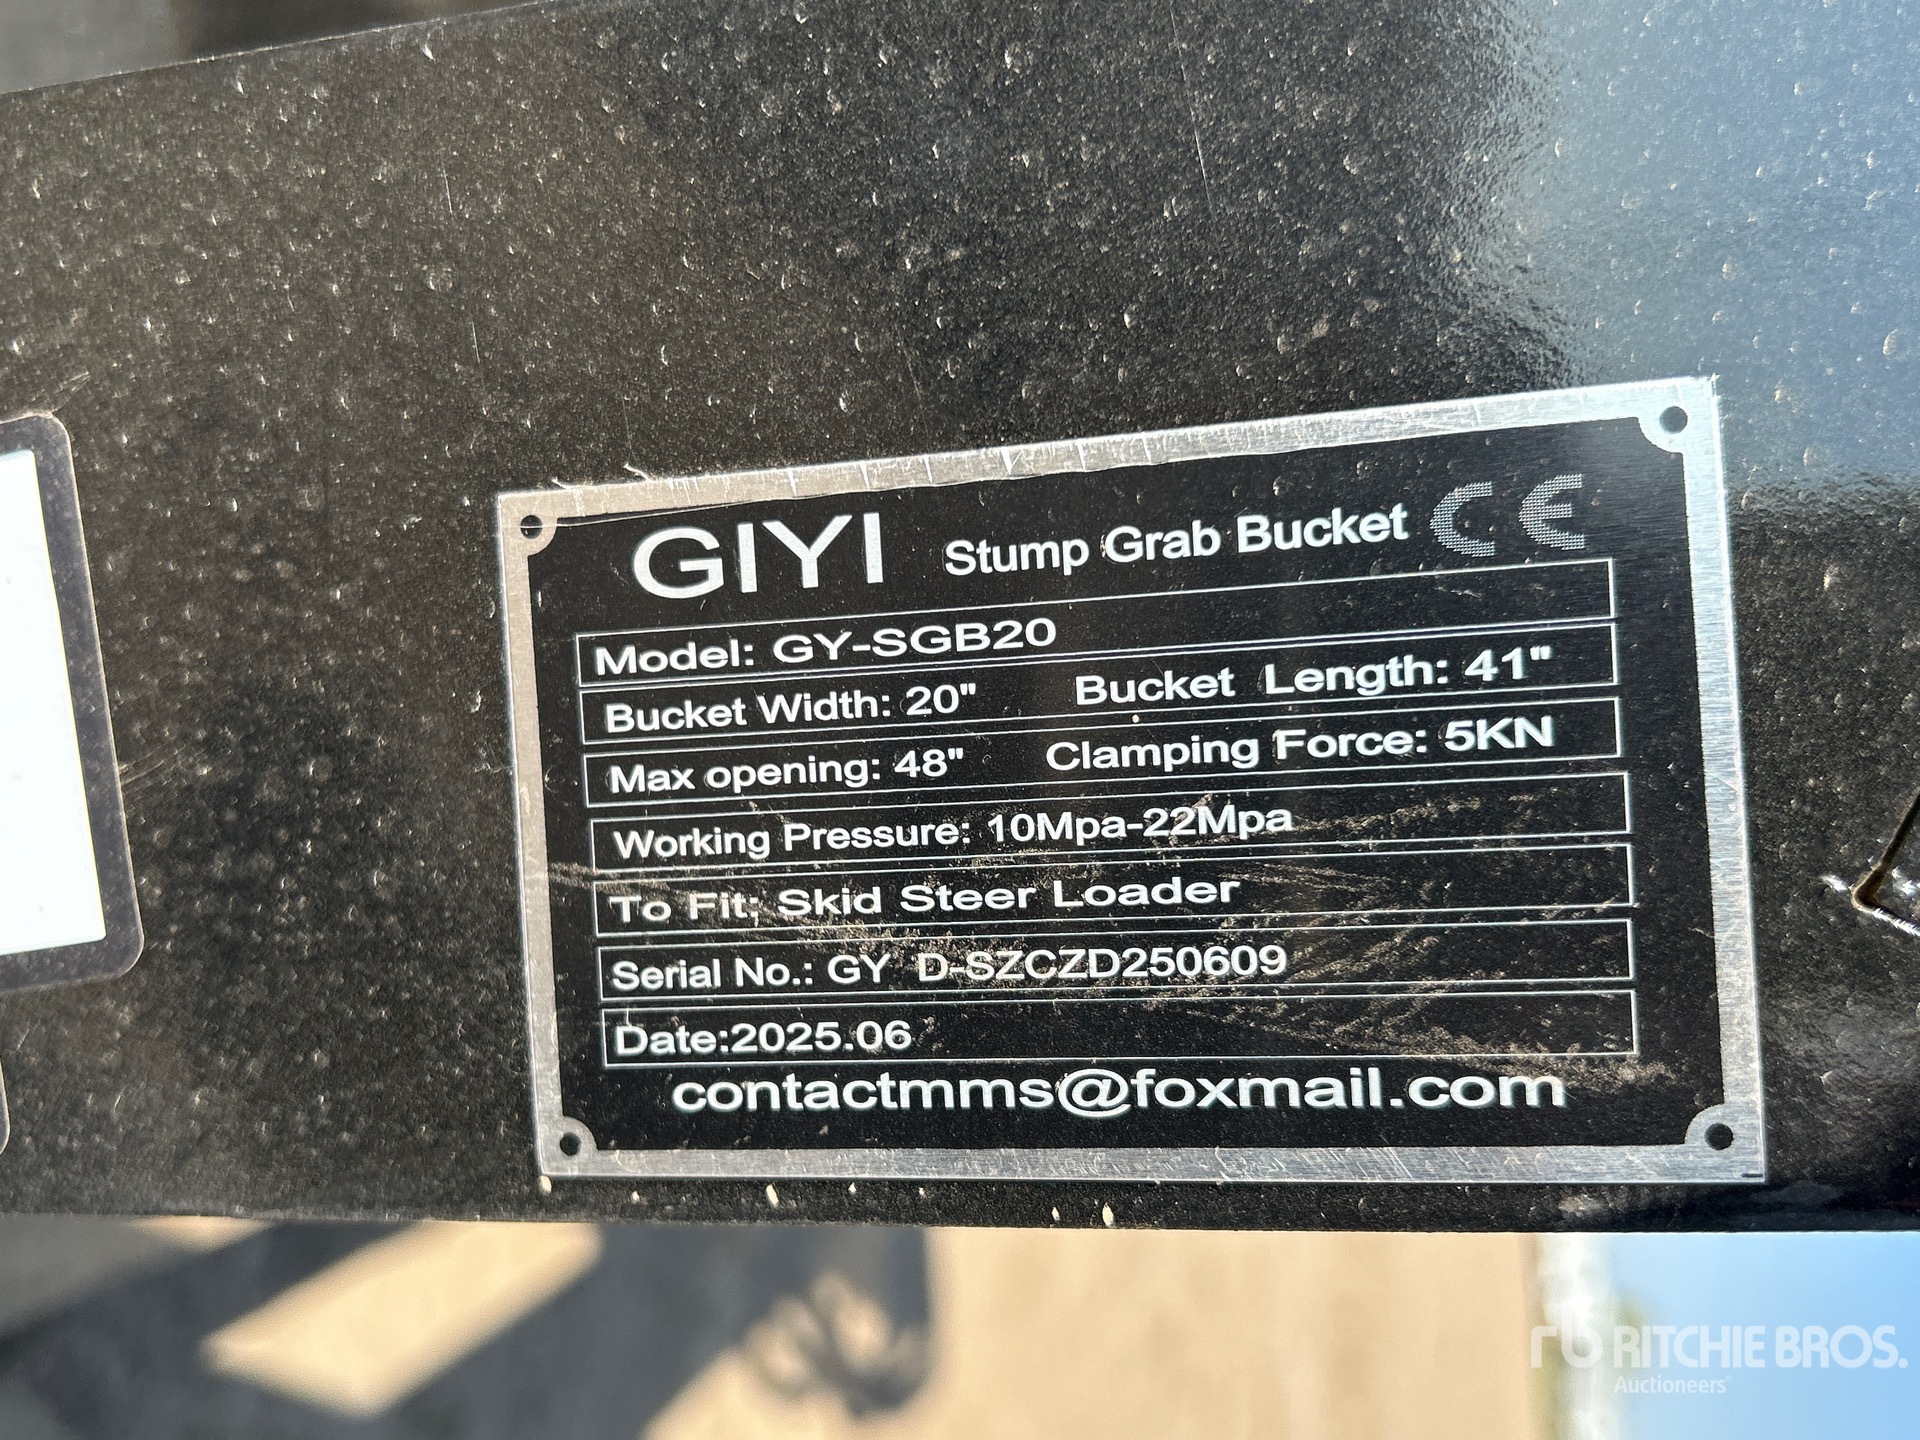 GIYI Stump Grab Bucket CE
Model: GY-SGB20
Bucket Width: 20" Bucket Length: 41"
Max opening: 48" Clamping Force: 5KN
Working Pressure: 10Mpa-22Mpa
To Fit: Skid Steer Loader
Serial No.: GY D-SZCZD250609
Date:2025.06
contactmms@foxmail.com
rb RITCHIE BROS.
Auctioneers